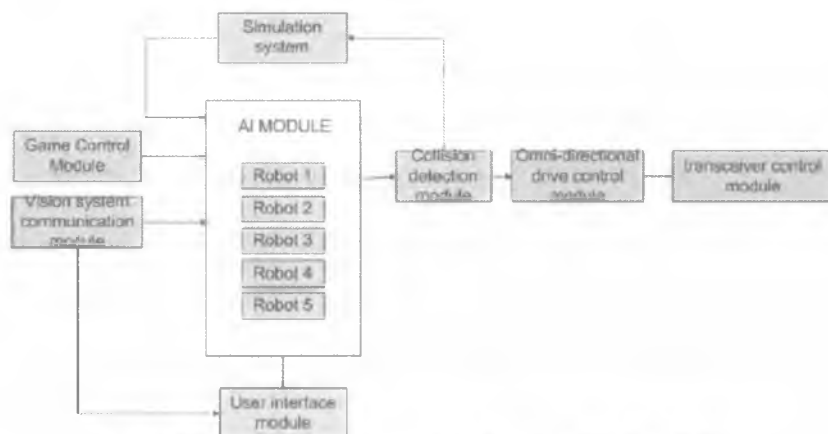 Simulation
system
AI MODULE
Game Control
Module
Vision system
communication
module
Robot 1
Robot 2
Robot 3
Robot 4
Robot 5
Collision
detection
module
Omni-directional
drive control
module
transceiver control
module
User interface
module